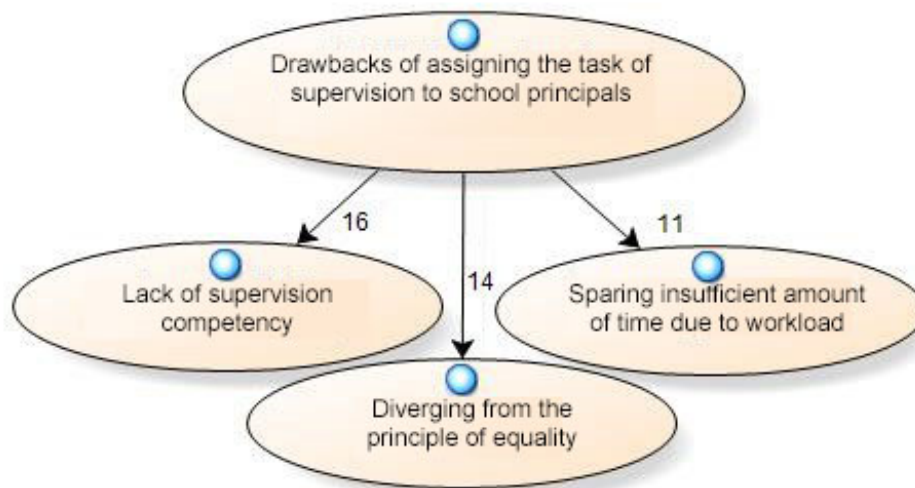 Drawbacks of assigning the task of
supervision to school principals
16
11
14
Lack of supervision
competency
Sparing insufficient amount
of time due to workload
Diverging from the
principle of equality